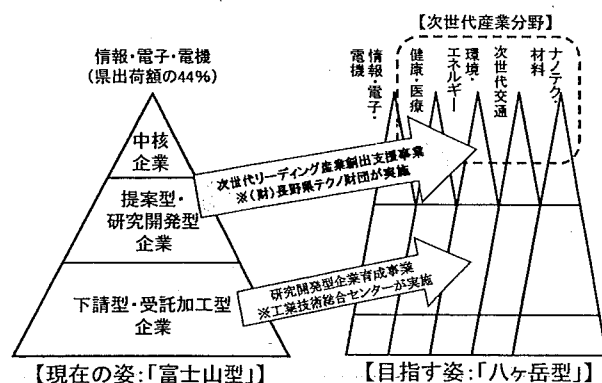 情報・電子・電機
(県出荷額の44%)
中核
企業
提案型・
研究開発型
企業
下請型・受託加工型
企業
【現在の姿:「富士山型」】
次世代リーディング産業創出支援事業
※(財)長野県テクノ財団が実施
研究開発型企業育成事業
※工業技術総合センターが実施
【次世代産業分野】
情報・電子・
電機
健康・医療
環境・
エネルギー
次世代交通
ナノテク・
材料
【目指す姿:「八ヶ岳型」】